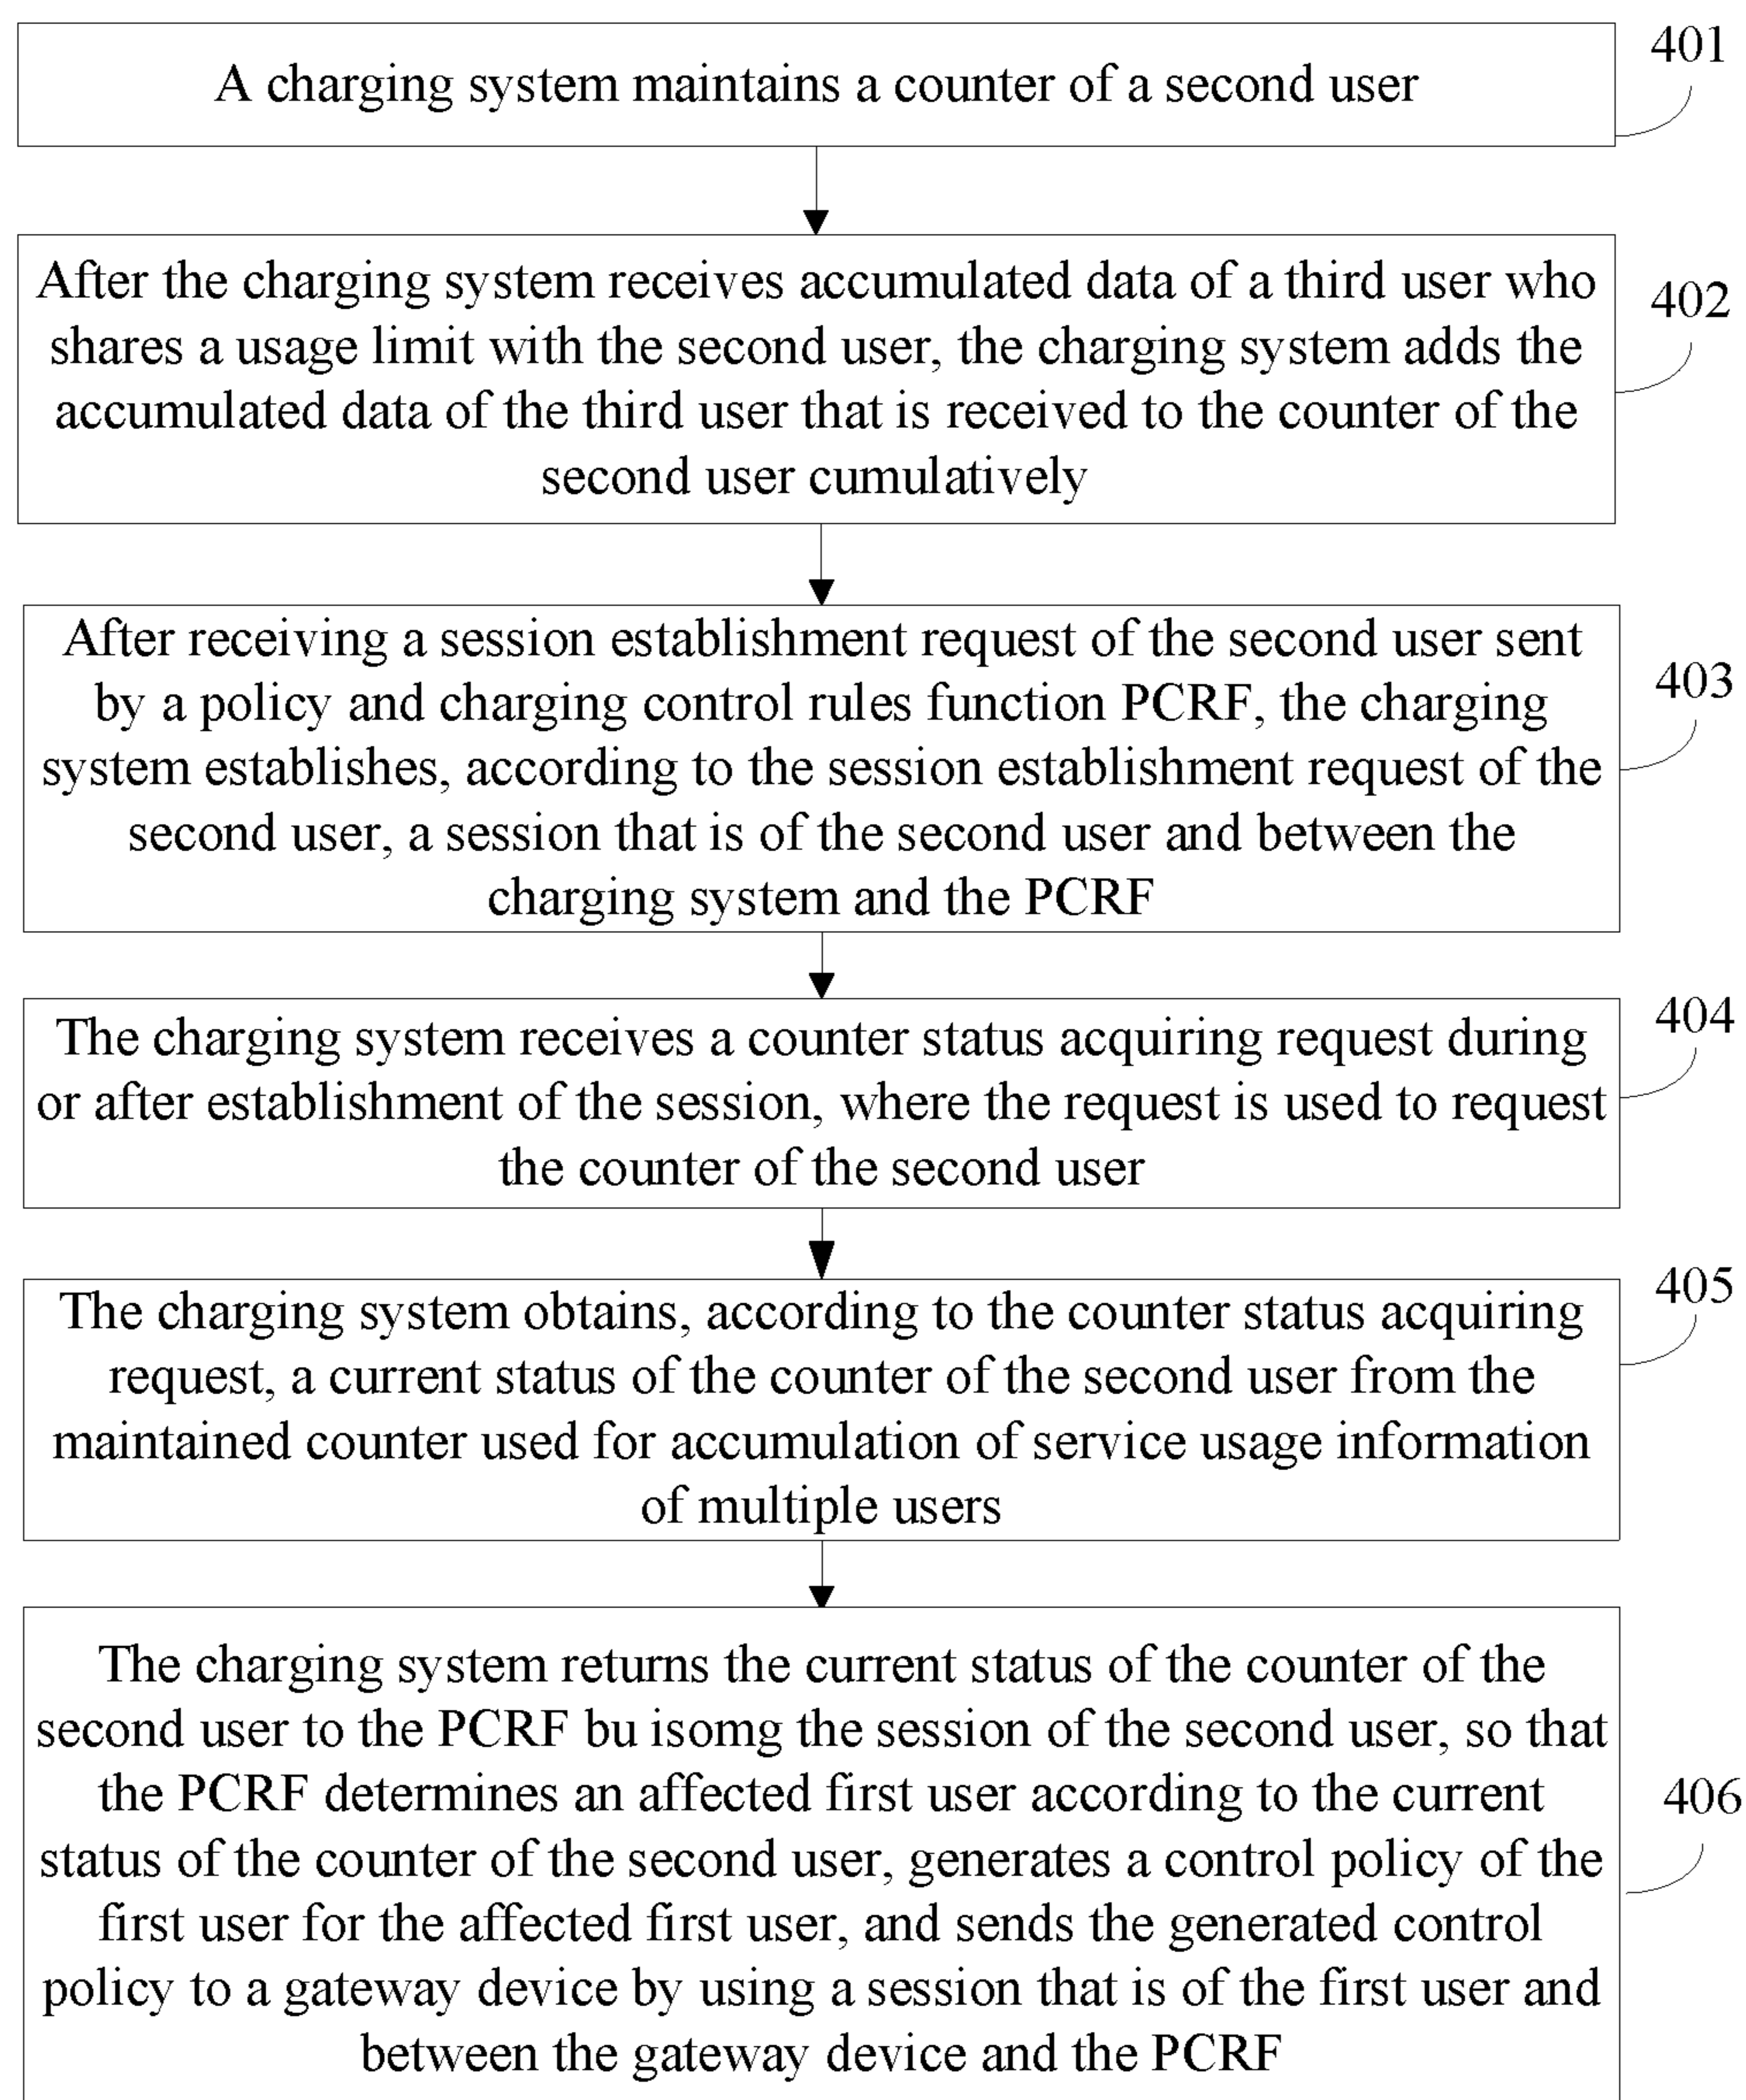 A charging system maintains a counter of a second user
401
After the charging system receives accumulated data of a third user who
shares a usage limit with the second user, the charging system adds the
accumulated data of the third user that is received to the counter of the
second user cumulatively
402
After receiving a session establishment request of the second user sent
by a policy and charging control rules function PCRF, the charging
system establishes, according to the session establishment request of the
second user, a session that is of the second user and between the
charging system and the PCRF
403
The charging system receives a counter status acquiring request during
or after establishment of the session, where the request is used to request
the counter of the second user
404
The charging system obtains, according to the counter status acquiring
request, a current status of the counter of the second user from the
maintained counter used for accumulation of service usage information
of multiple users
405
The charging system returns the current status of the counter of the
second user to the PCRF bu isomg the session of the second user, so that
the PCRF determines an affected first user according to the current
status of the counter of the second user, generates a control policy of the
first user for the affected first user, and sends the generated control
policy to a gateway device by using a session that is of the first user and
between the gateway device and the PCRF
406